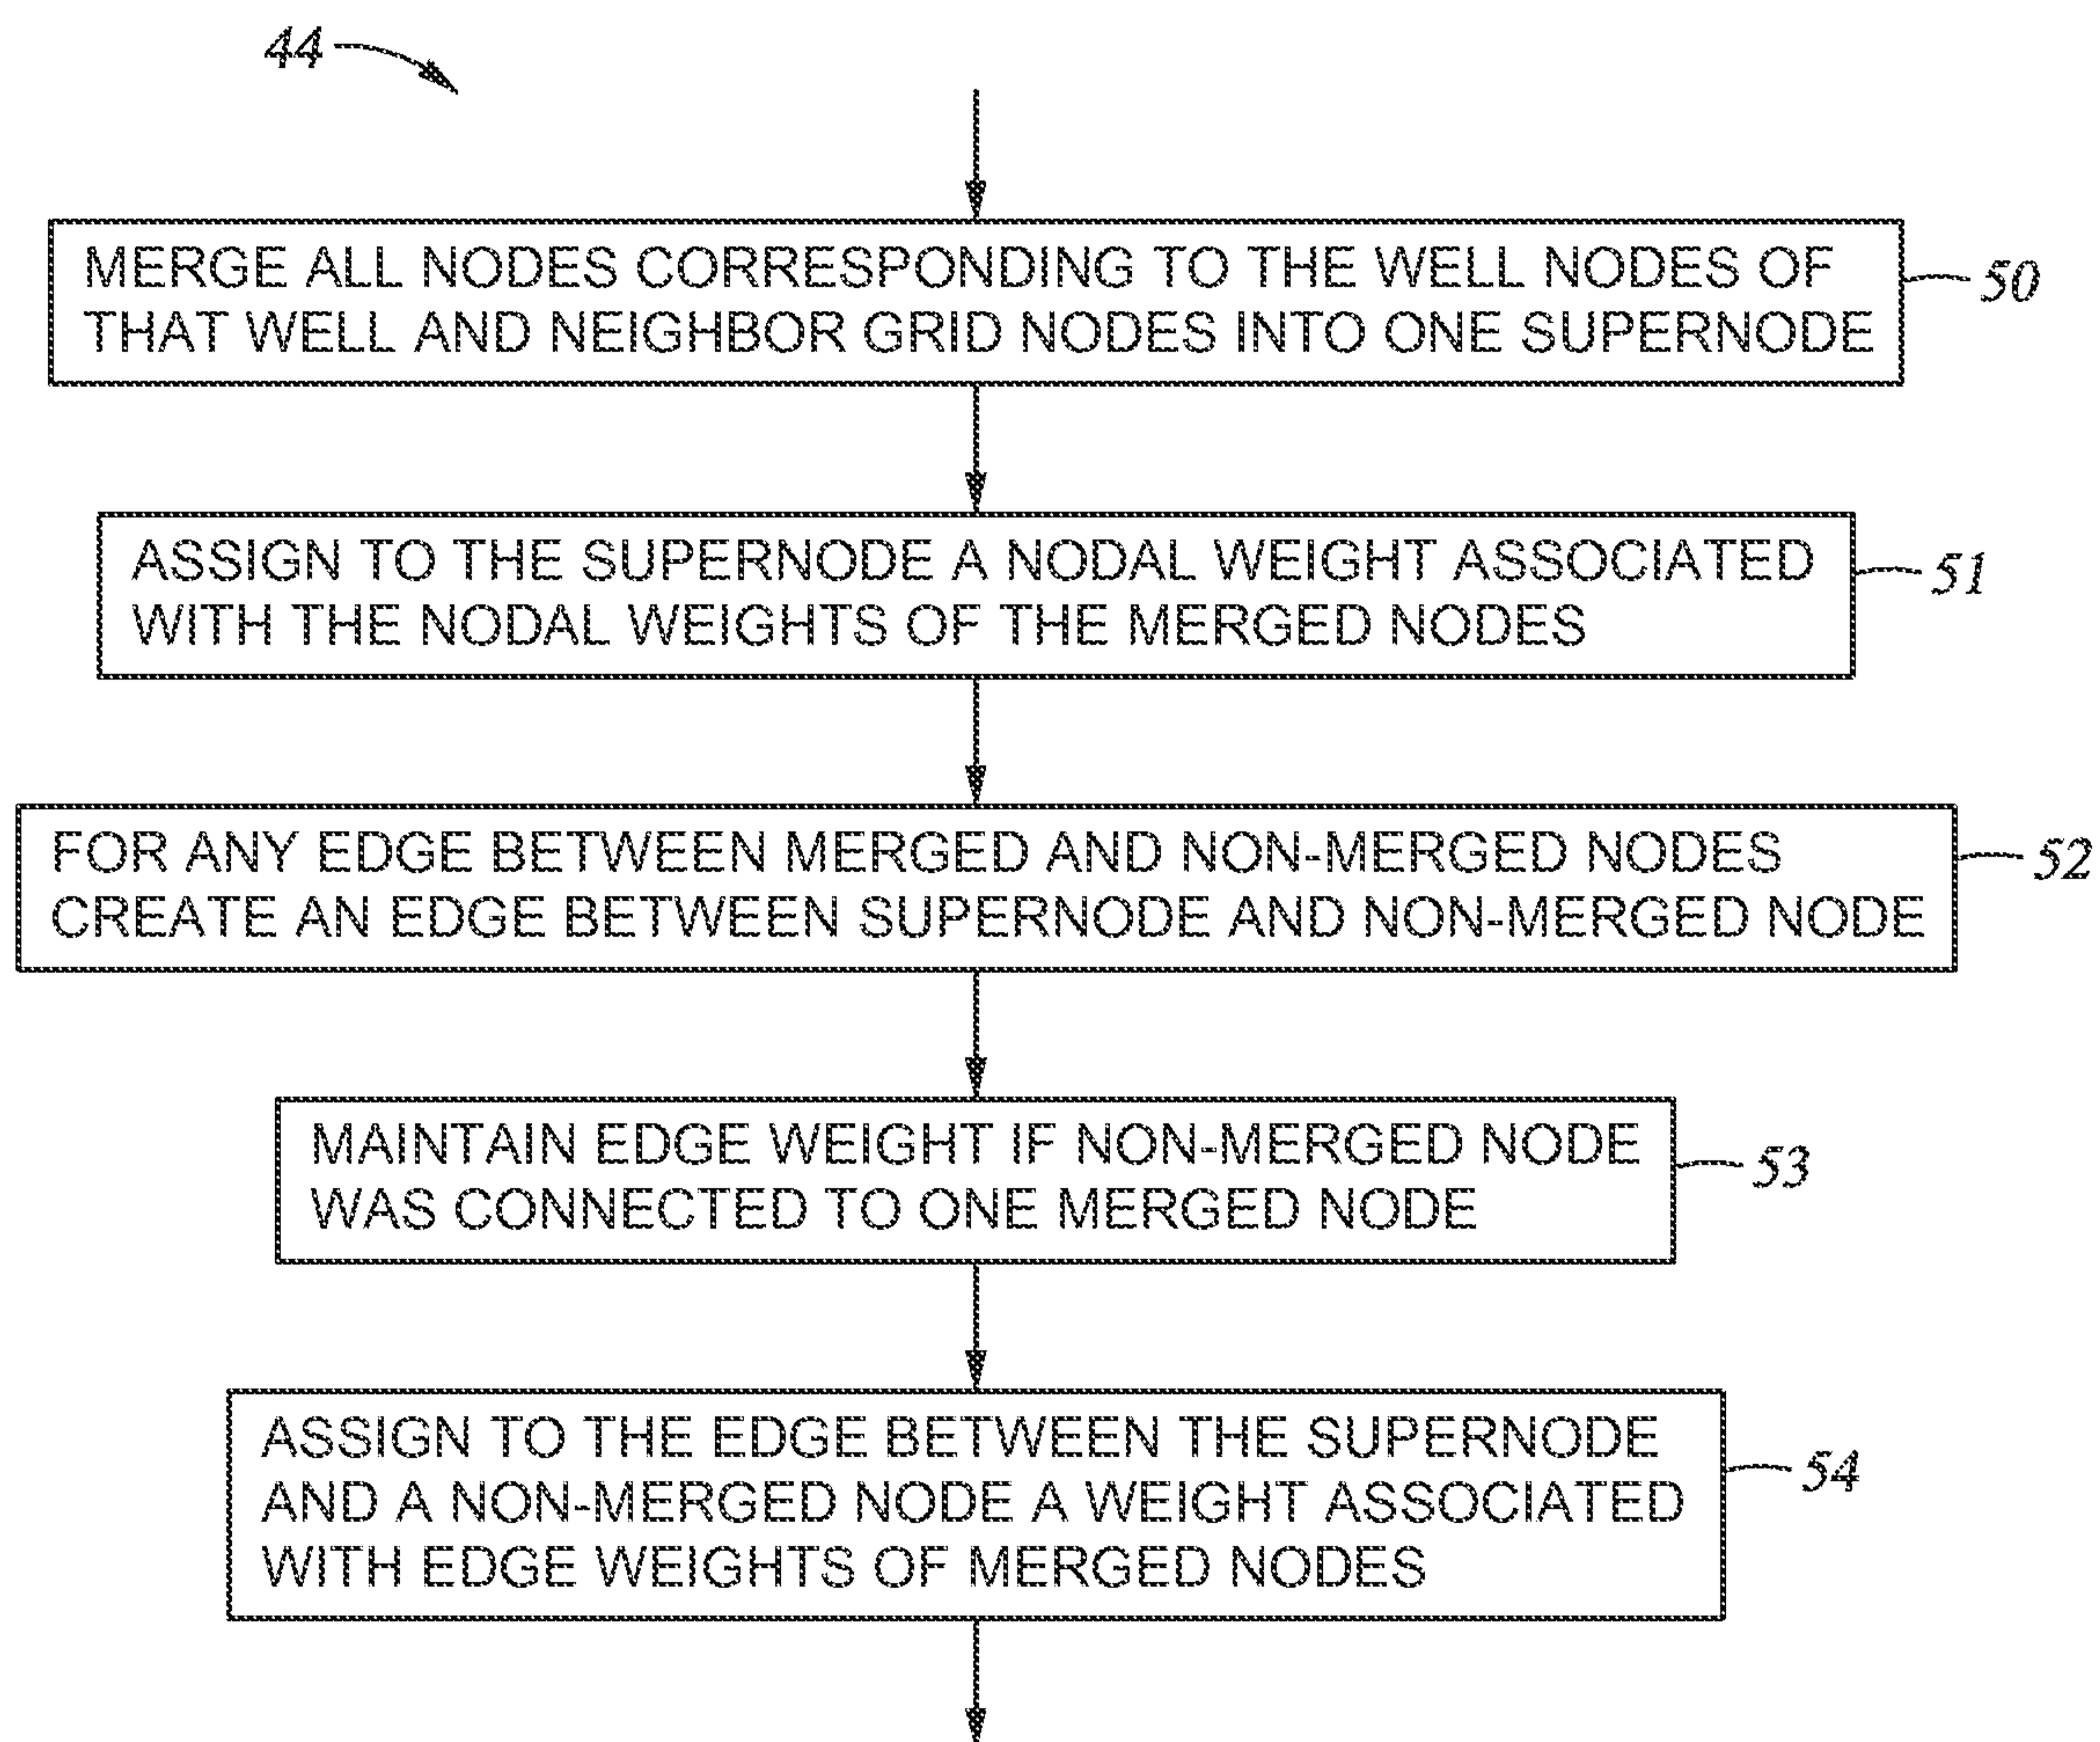 44
MERGE ALL NODES CORRESPONDING TO THE WELL NODES OF
THAT WELL AND NEIGHBOR GRID NODES INTO ONE SUPERNODE
50
ASSIGN TO THE SUPERNODE A NODAL WEIGHT ASSOCIATED
WITH THE NODAL WEIGHTS OF THE MERGED NODES
51
FOR ANY EDGE BETWEEN MERGED AND NON-MERGED NODES
CREATE AN EDGE BETWEEN SUPERNODE AND NON-MERGED NODE
52
MAINTAIN EDGE WEIGHT IF NON-MERGED NODE
WAS CONNECTED TO ONE MERGED NODE
53
ASSIGN TO THE EDGE BETWEEN THE SUPERNODE
AND A NON-MERGED NODE A WEIGHT ASSOCIATED
WITH EDGE WEIGHTS OF MERGED NODES
54